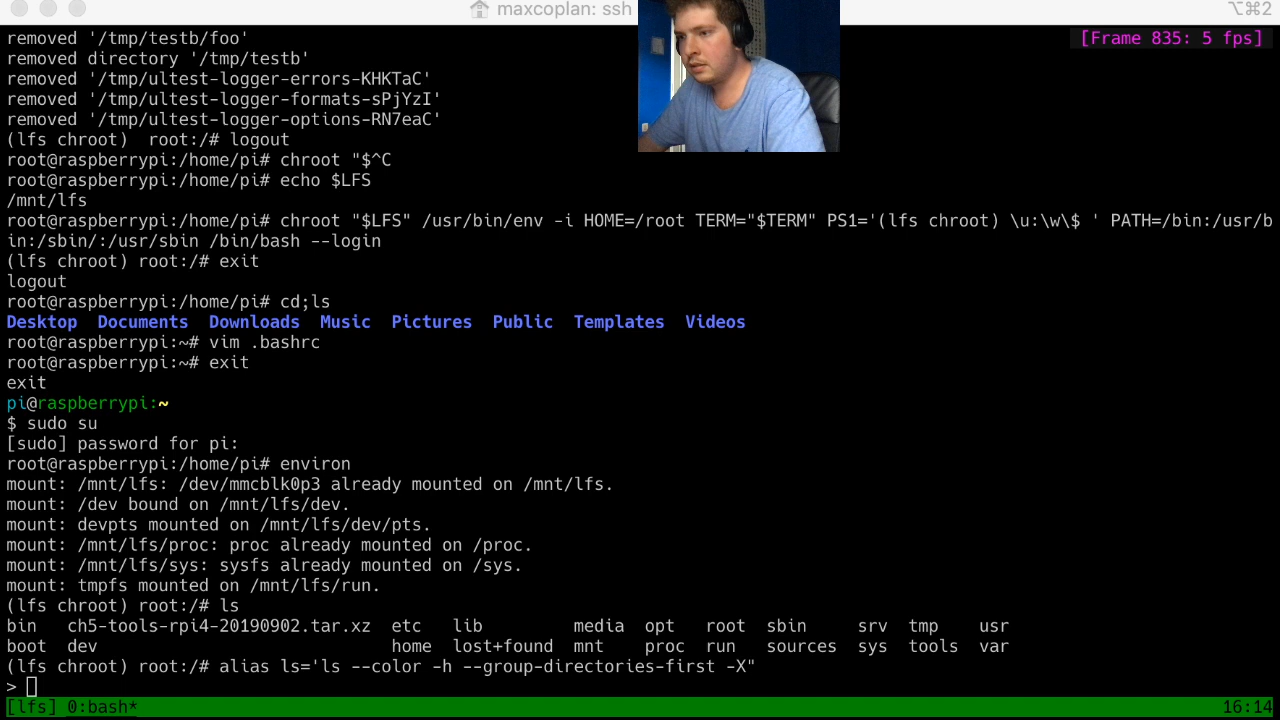 maxcoplan: ssh
⌥⌘2
removed '/tmp/testb/foo'
[Frame 835: 5 fps]
removed directory '/tmp/testb'
removed '/tmp/ultest-logger-errors-KHKTaC'
removed '/tmp/ultest-logger-formats-sPjYzI'
removed '/tmp/ultest-logger-options-RN7eaC'
(lfs chroot)  root:/# logout
root@raspberrypi:/home/pi# chroot "$^C
root@raspberrypi:/home/pi# echo $LFS
/mnt/lfs
root@raspberrypi:/home/pi# chroot "$LFS" /usr/bin/env -i HOME=/root TERM="$TERM" PS1='(lfs chroot) \u:\w\$ ' PATH=/bin:/usr/b
in:/sbin/:/usr/sbin /bin/bash --login
(lfs chroot) root:/# exit
logout
root@raspberrypi:/home/pi# cd;ls
Desktop  Documents  Downloads  Music  Pictures  Public  Templates  Videos
root@raspberrypi:~# vim .bashrc
root@raspberrypi:~# exit
exit
pi@raspberrypi:~
$ sudo su
[sudo] password for pi:
root@raspberrypi:/home/pi# environ
mount: /mnt/lfs: /dev/mmcblk0p3 already mounted on /mnt/lfs.
mount: /dev bound on /mnt/lfs/dev.
mount: devpts mounted on /mnt/lfs/dev/pts.
mount: /mnt/lfs/proc: proc already mounted on /proc.
mount: /mnt/lfs/sys: sysfs already mounted on /sys.
mount: tmpfs mounted on /mnt/lfs/run.
(lfs chroot) root:/# ls
bin   ch5-tools-rpi4-20190902.tar.xz  etc   lib         media  opt   root  sbin     srv  tmp    usr
boot  dev                             home  lost+found  mnt    proc  run   sources  sys  tools  var
(lfs chroot) root:/# alias ls='ls --color -h --group-directories-first -X"
>
[lfs] 0:bash*
16:14